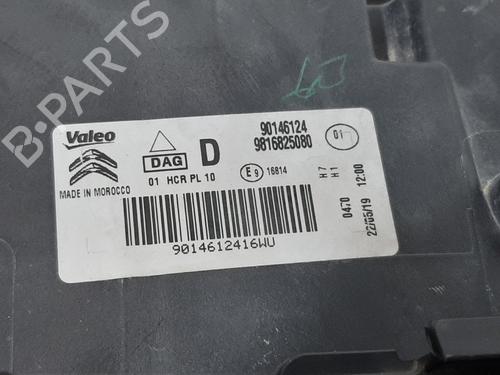 B-PARTS
Valeo
DAG
D
90146124
9816825080
01
MADE IN MOROCCO
01 HCR PL 10
E9 16814
H7
H1
0470
22/05/19 12:00
9014612416WU